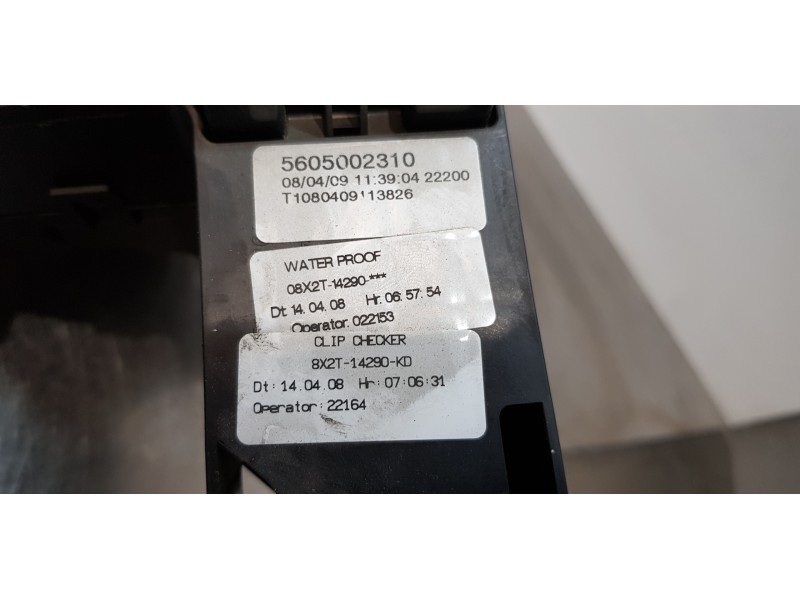 5605002310
08/04/09 11:39:04 22200
T1080409113826
WATER PROOF
08X2T-14290-***
Dt: 14.04.08 Hr: 06:57:54
Operator: 022153
CLIP CHECKER
8X2T-14290-KD
Dt: 14.04.08 Hr: 07:06:31
Operator: 22164